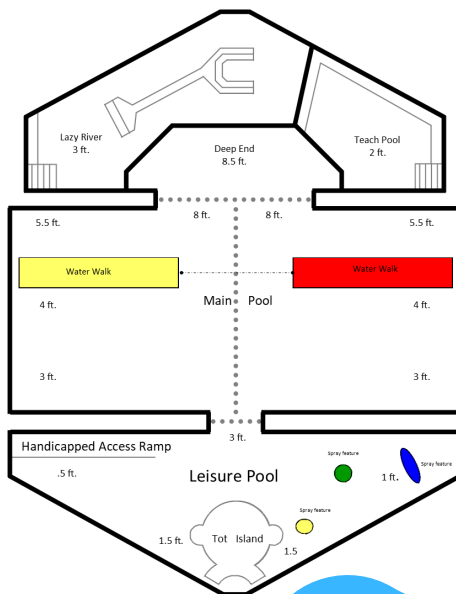 Lazy River
3 ft.
Deep End
8.5 ft.
Teach Pool
2 ft.
5.5 ft.
8 ft.
8 ft.
5.5 ft.
Water Walk
Water Walk
Main Pool
4 ft.
4 ft.
3 ft.
3 ft.
3 ft.
Handicapped Access Ramp
.5 ft.
Leisure Pool
Spray feature
Spray feature
1 ft.
Spray feature
1.5 ft.
Tot Island
1.5